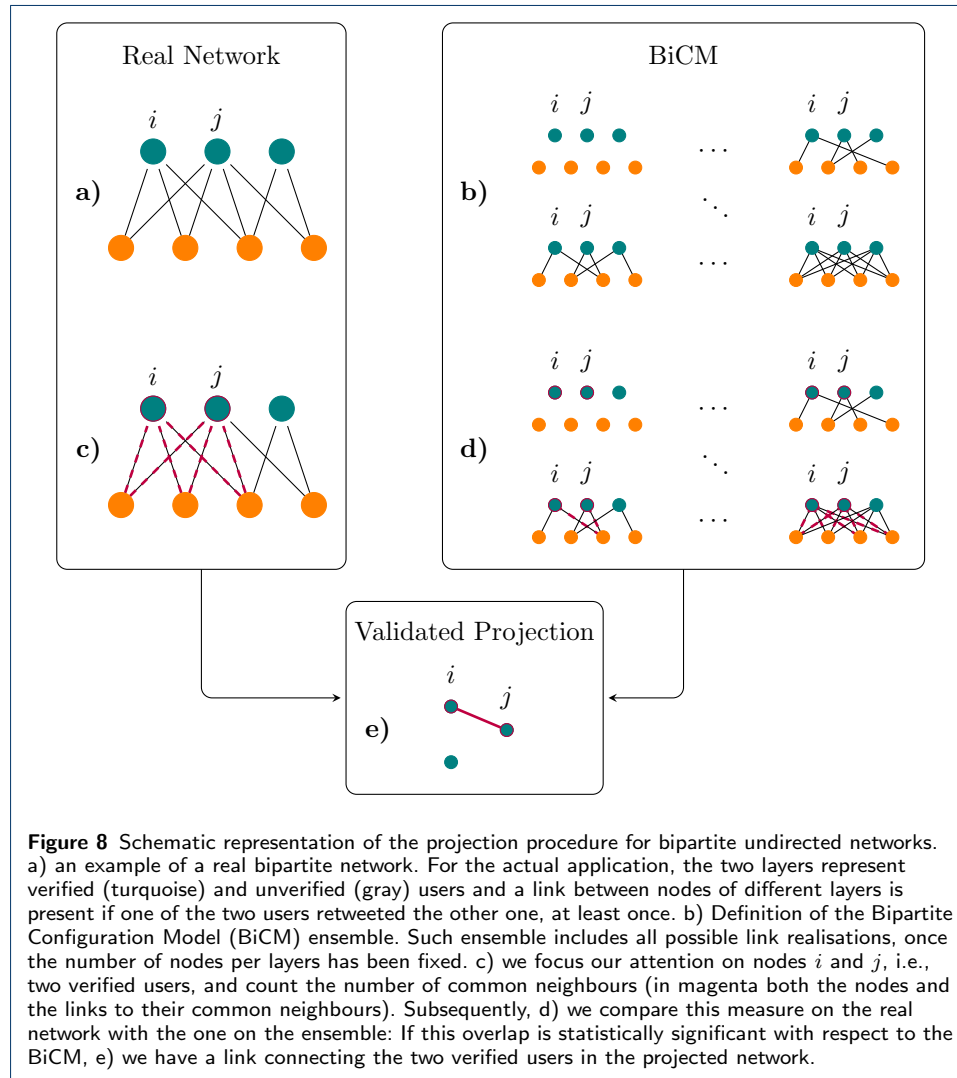 Real Network
BiCM
i j
a)
i j
i j
. . .
b)
⋱
i j
i j
. . .
i j
c)
i j
i j
. . .
d)
⋱
i j
i j
. . .
Validated Projection
i
j
e)
Figure 8 Schematic representation of the projection procedure for bipartite undirected networks.
a) an example of a real bipartite network. For the actual application, the two layers represent
verified (turquoise) and unverified (gray) users and a link between nodes of different layers is
present if one of the two users retweeted the other one, at least once. b) Definition of the Bipartite
Configuration Model (BiCM) ensemble. Such ensemble includes all possible link realisations, once
the number of nodes per layers has been fixed. c) we focus our attention on nodes i and j, i.e.,
two verified users, and count the number of common neighbours (in magenta both the nodes and
the links to their common neighbours). Subsequently, d) we compare this measure on the real
network with the one on the ensemble: If this overlap is statistically significant with respect to the
BiCM, e) we have a link connecting the two verified users in the projected network.